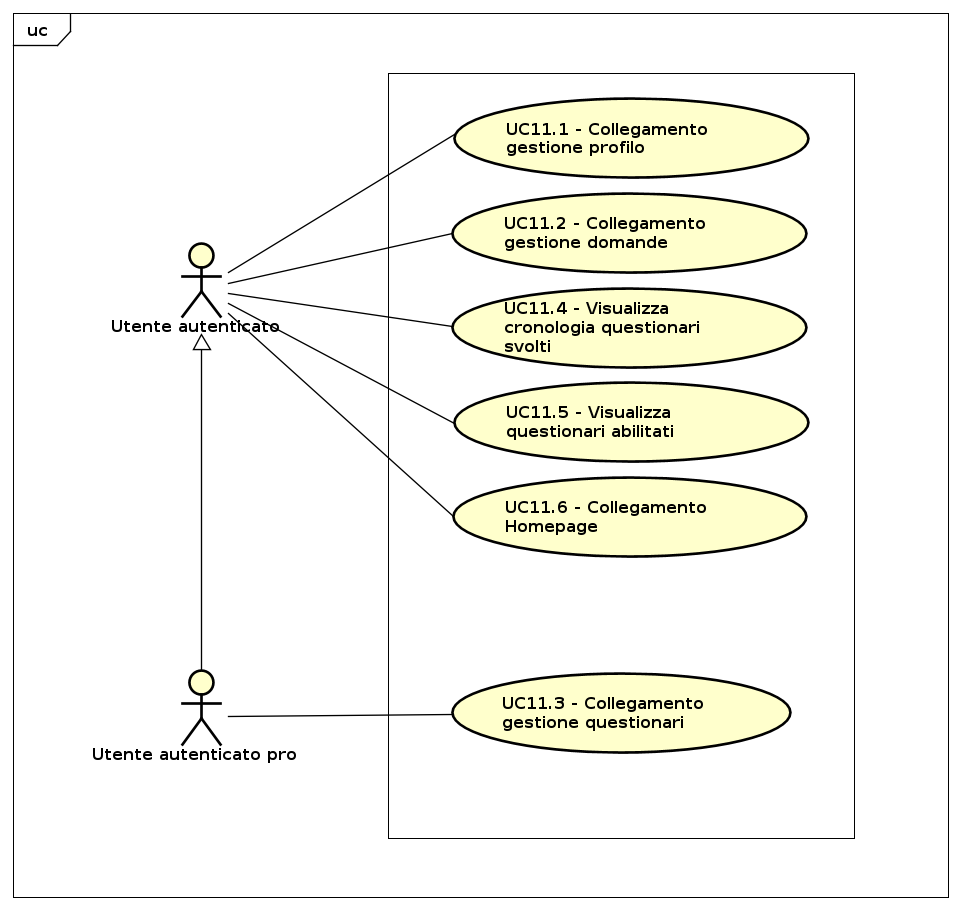 uc
UC11.1 - Collegamento
gestione profilo
UC11.2 - Collegamento
gestione domande
UC11.4 - Visualizza
cronologia questionari
svolti
Utente autenticato
UC11.5 - Visualizza
questionari abilitati
UC11.6 - Collegamento
Homepage
UC11.3 - Collegamento
gestione questionari
Utente autenticato pro